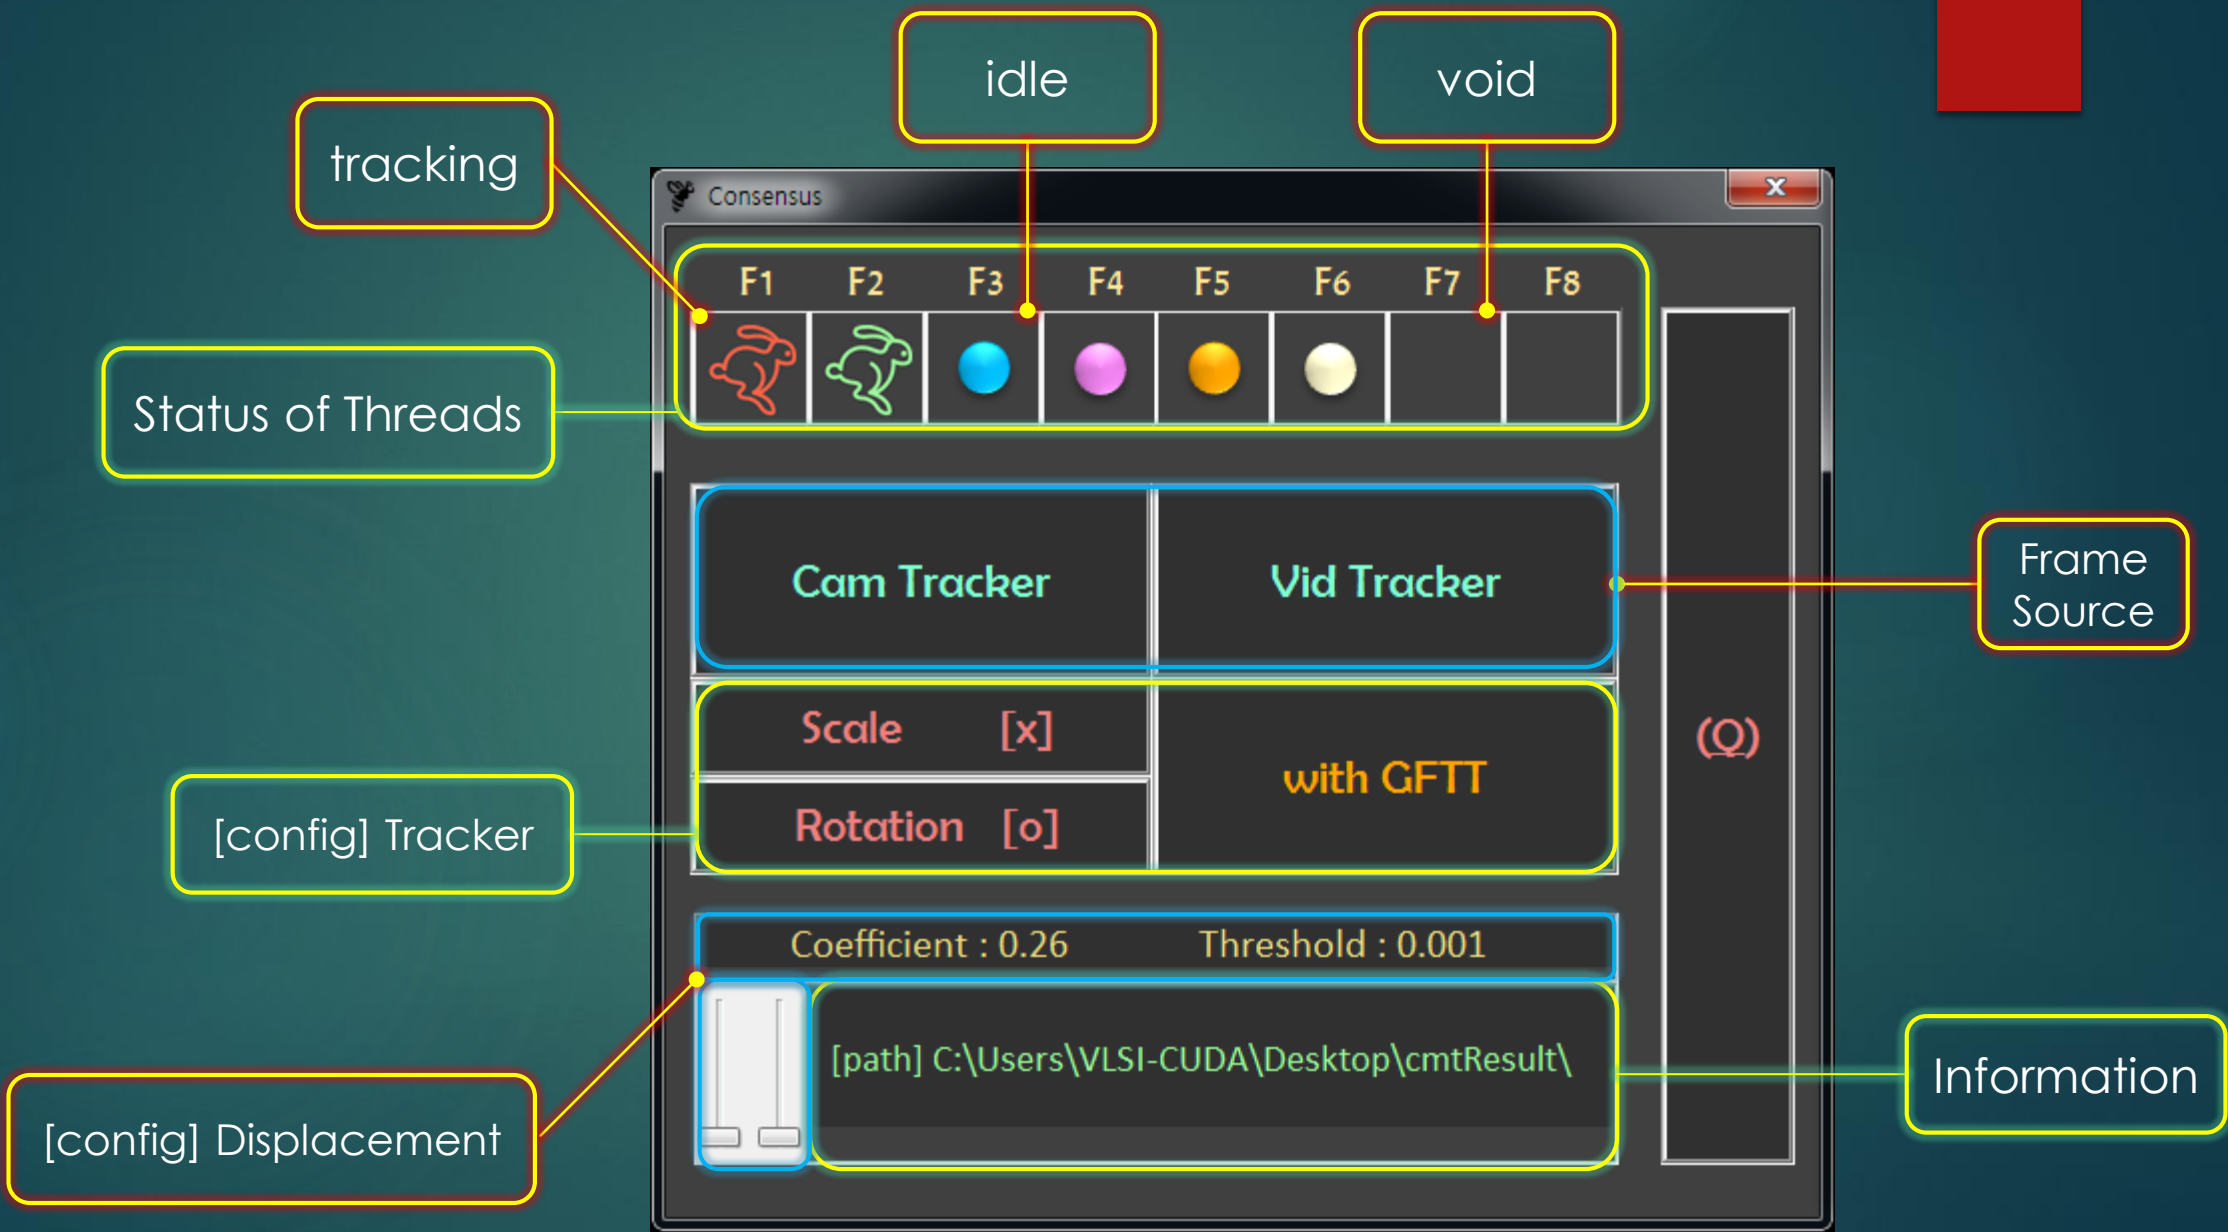 idle
void
tracking
Consensus
x
F1 F2 F3 F4 F5 F6 F7 F8
Status of Threads
Cam Tracker
Vid Tracker
Frame
Source
Scale [x]
(Q)
with GFTT
Rotation [o]
[config] Tracker
Coefficient : 0.26
Threshold : 0.001
[path] C:\Users\VLSI-CUDA\Desktop\cmtResult\
Information
[config] Displacement